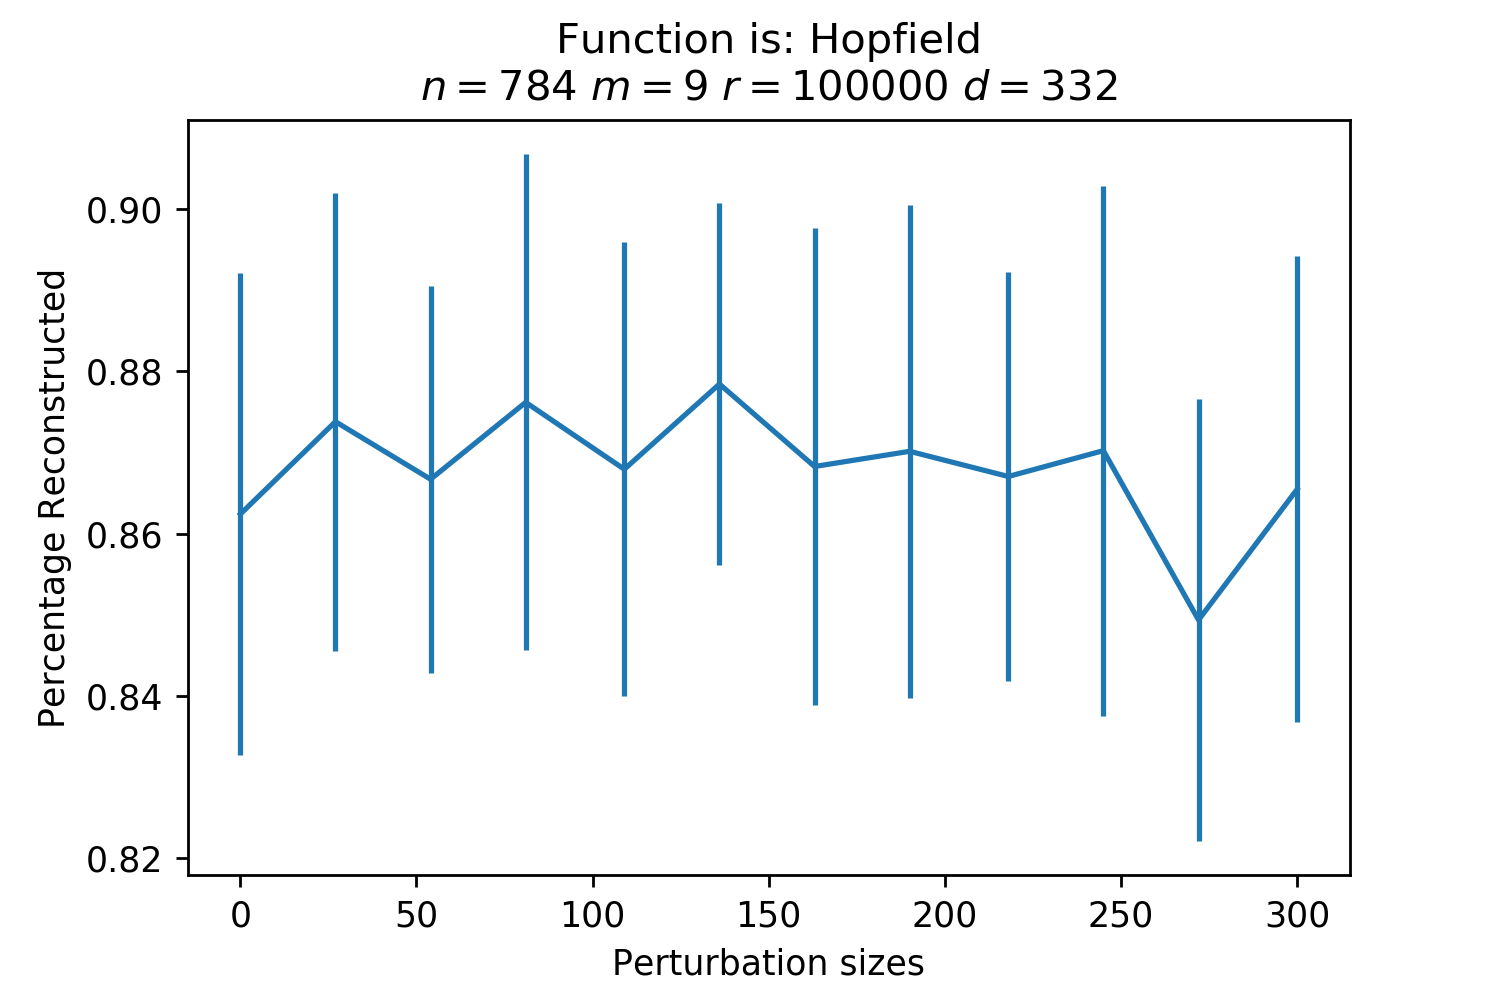 Function is: Hopfield
n = 784 m = 9 r = 100000 d = 332
Percentage Reconstructed
0.90
0.88
0.86
0.84
0.82
0 50 100 150 200 250 300
Perturbation sizes